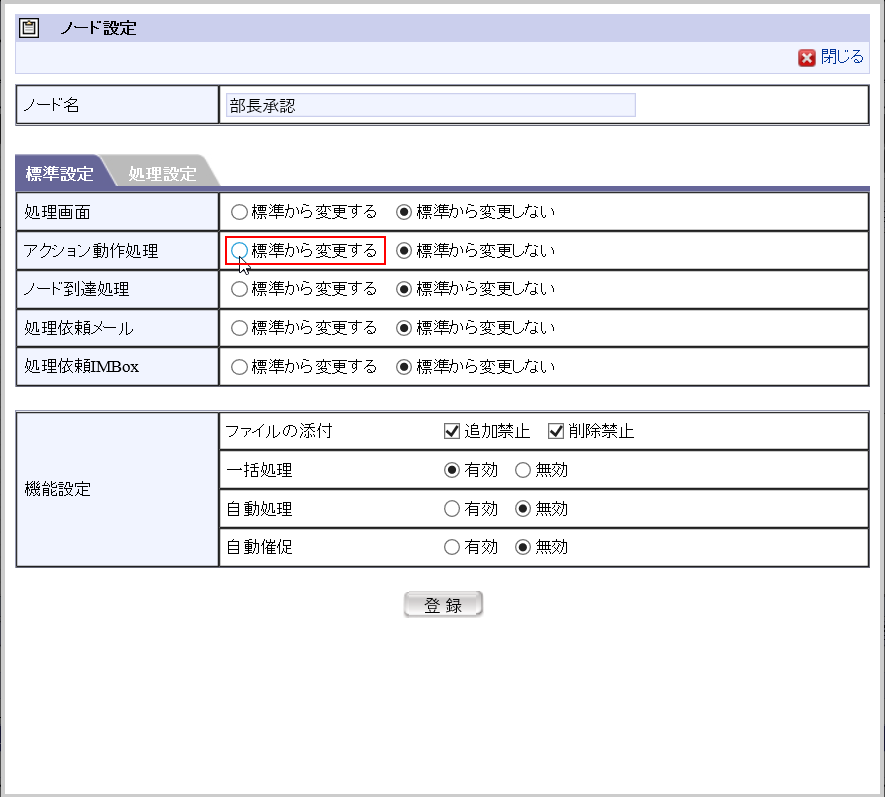 ノード設定
閉じる
ノード名 部長承認
標準設定 処理設定
処理画面 標準から変更する 標準から変更しない
アクション動作処理 標準から変更する 標準から変更しない
ノード到達処理 標準から変更する 標準から変更しない
処理依頼メール 標準から変更する 標準から変更しない
処理依頼IMBox 標準から変更する 標準から変更しない
機能設定
ファイルの添付 追加禁止 削除禁止
一括処理 有効 無効
自動処理 有効 無効
自動催促 有効 無効
登 録